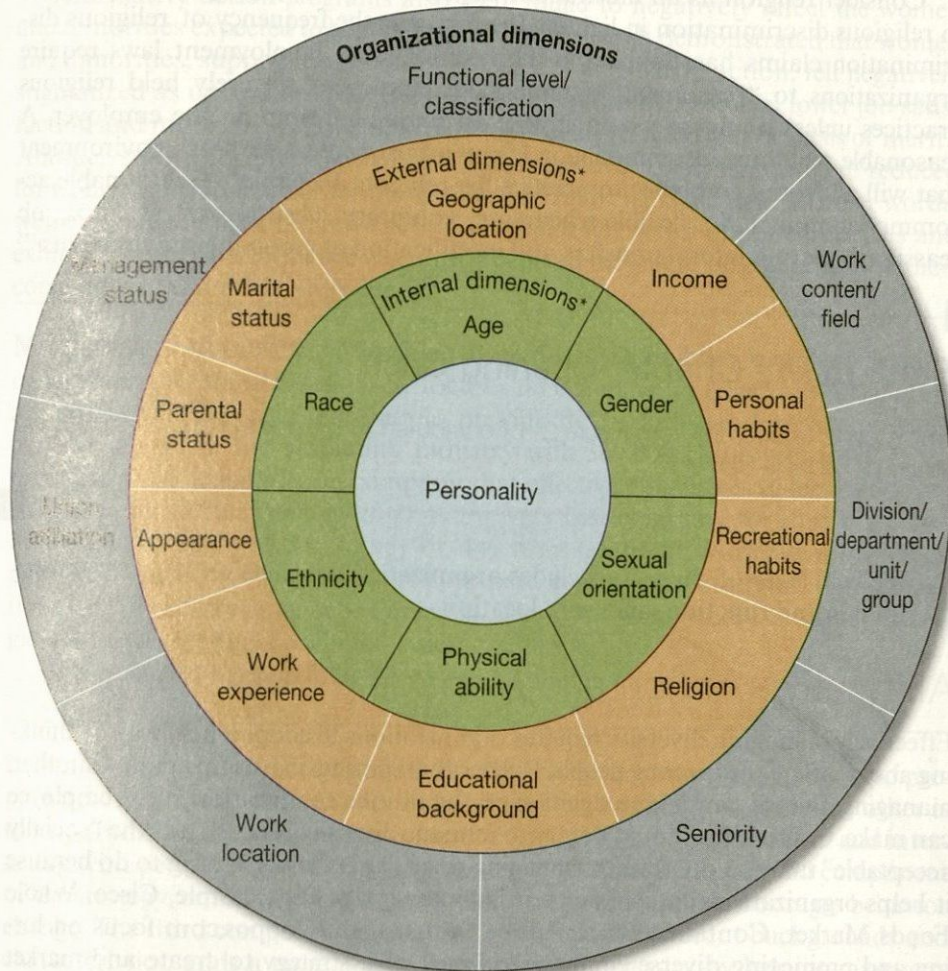 Organizational dimensions
Functional level/
classification
External dimensions*
Geographic
location
Internal dimensions*
Age
Management
status
Marital
status
Income
Work
content/
field
Race
Gender
Parental
status
Personal
habits
Personality
Union
affiliation
Appearance
Ethnicity
Sexual
orientation
Recreational
habits
Division/
department/
unit/
group
Work
experience
Physical
ability
Religion
Educational
background
Work
location
Seniority